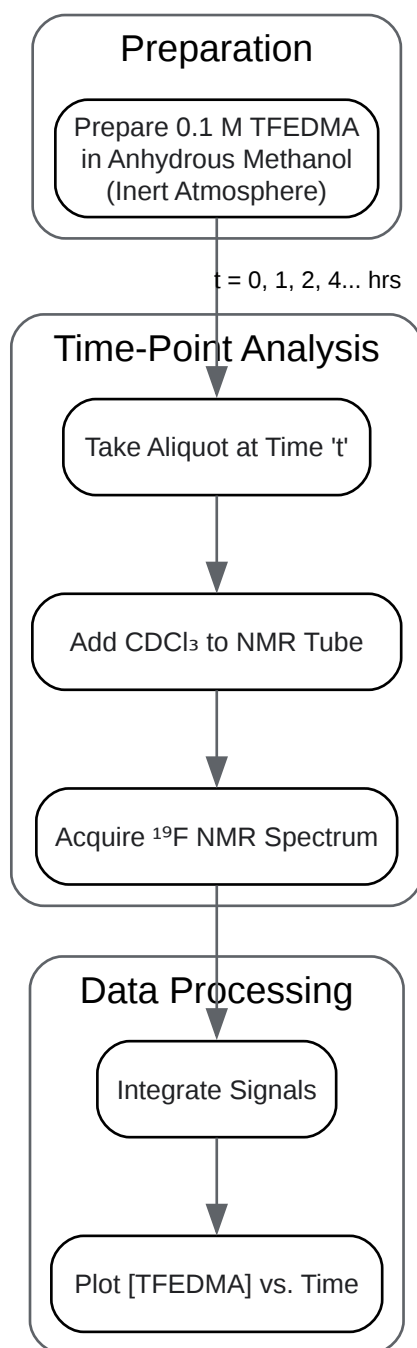 Preparation
Prepare 0.1 M TFEDMA
in Anhydrous Methanol
(Inert Atmosphere)
t = 0, 1, 2, 4... hrs
Time-Point Analysis
Take Aliquot at Time 't'
Add CDCl₃ to NMR Tube
Acquire ¹⁹F NMR Spectrum
Data Processing
Integrate Signals
Plot [TFEDMA] vs. Time